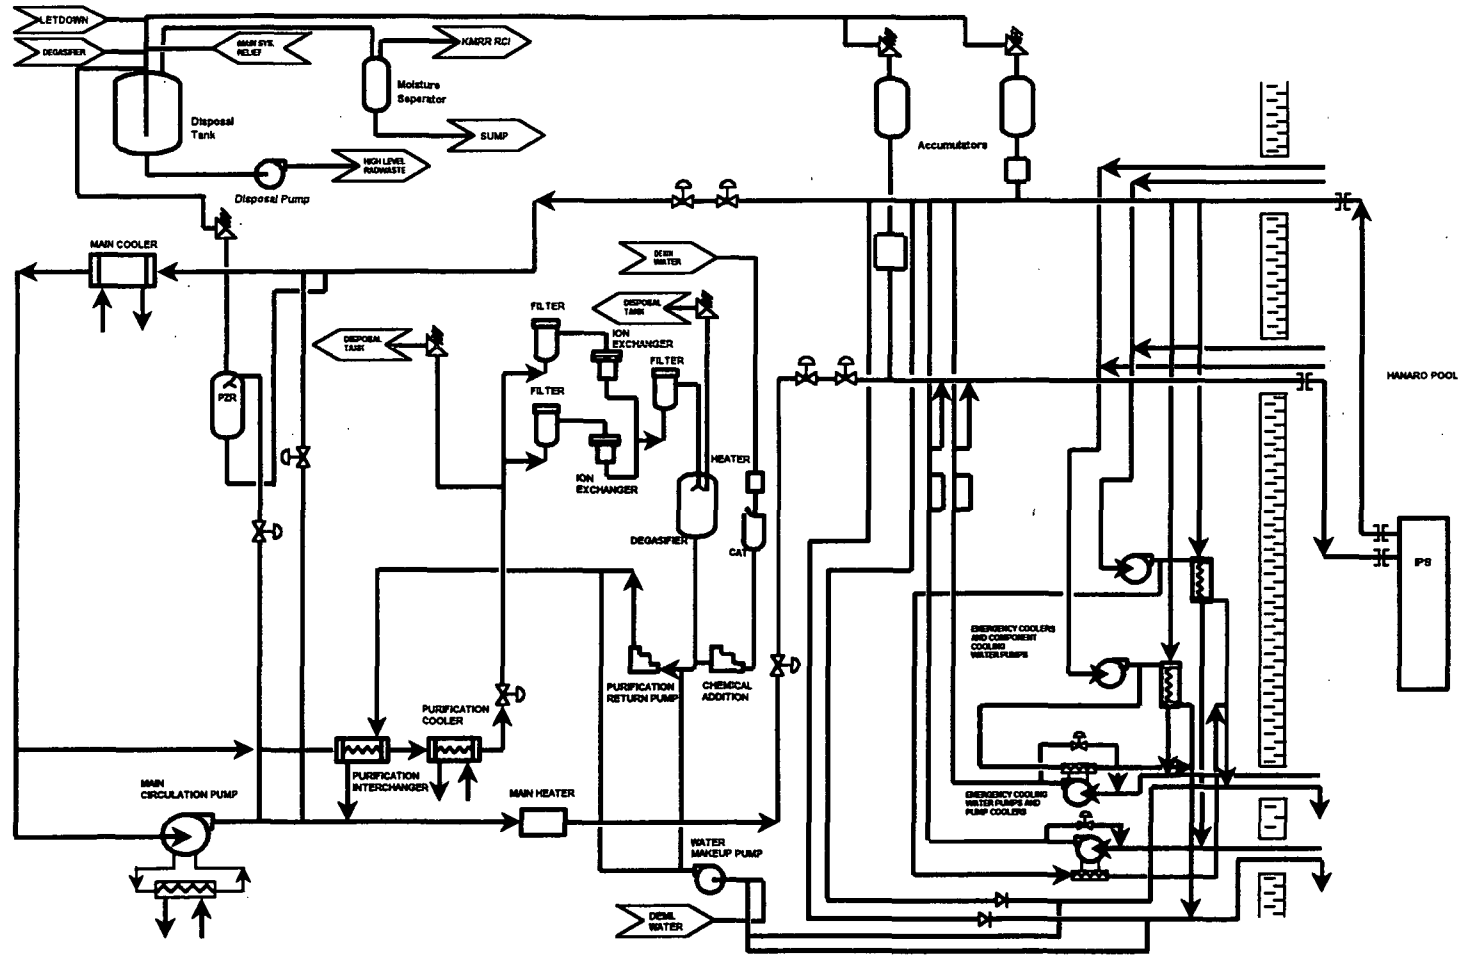 LETDOWN
DEGASIFIER
MAIN SYS.
RELIEF
KMRR RCI
Moisture
Seperator
Disposal
Tank
SUMP
HIGH LEVEL
RADWASTE
Disposal Pump
Accumulators
MAIN COOLER
DEMIN
WATER
DISPOSAL
TANK
FILTER
ION
EXCHANGER
DISPOSAL
TANK
FILTER
PZR
FILTER
HANARO POOL
ION
EXCHANGER
HEATER
DEGASIFIER
CAT
IPS
EMERGENCY COOLERS
AND COMPONENT
COOLING
WATER PUMPS
PURIFICATION
RETURN PUMP
CHEMICAL
ADDITION
PURIFICATION
COOLER
PURIFICATION
INTERCHANGER
MAIN
CIRCULATION PUMP
MAIN HEATER
EMERGENCY COOLING
WATER PUMPS AND
PUMP COOLERS
WATER
MAKEUP PUMP
WATER